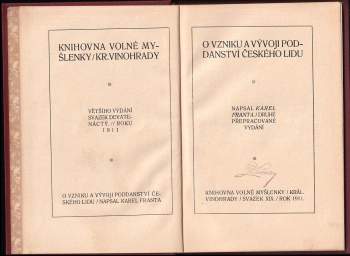 KNIHOVNA VOLNÉ MY-
ŠLENKY / KR. VINOHRADY
VĚTŠÍHO VYDÁNÍ
SVAZEK DEVATE-
NÁCTÝ. // ROKU
1911
O VZNIKU A VÝVOJI PODDANSTVÍ ČE-
SKÉHO LIDU / NAPSAL KAREL FRANTA
O VZNIKU A VÝVOJI POD-
DANSTVÍ ČESKÉHO LIDU
NAPSAL KAREL
FRANTA / DRUHÉ
PŘEPRACOVANÉ
VYDÁNÍ
KNIHOVNA VOLNÉ MYŠLENKY / KRÁL.
VINOHRADY / SVAZEK XIX. / ROK 1911.